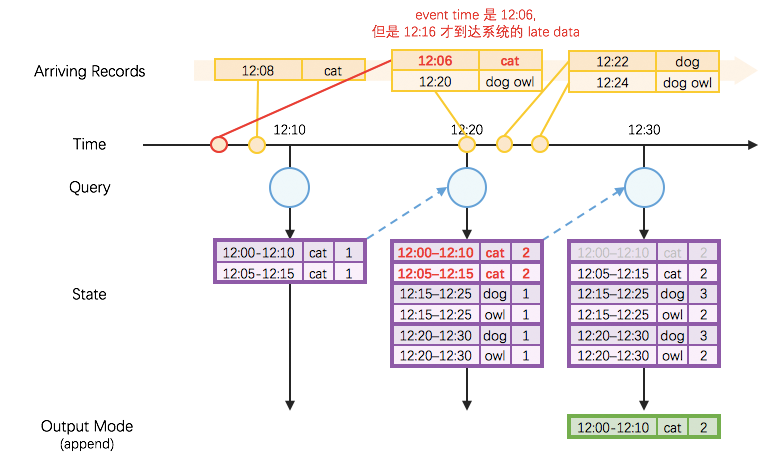 event time 是 12:06,
但是 12:16 才到达系统的 late data
Arriving Records
12:08 cat
12:06 cat
12:20 dog owl
12:22 dog
12:24 dog owl
Time
12:10
12:20
12:30
Query
State
12:00-12:10 cat 1
12:05-12:15 cat 1
12:00–12:10 cat 2
12:05–12:15 cat 2
12:15–12:25 dog 1
12:15–12:25 owl 1
12:20–12:30 dog 1
12:20–12:30 owl 1
12:00–12:10 cat 2
12:05–12:15 cat 2
12:15–12:25 dog 3
12:15–12:25 owl 2
12:20–12:30 dog 3
12:20–12:30 owl 2
Output Mode
(append)
12:00-12:10 cat 2